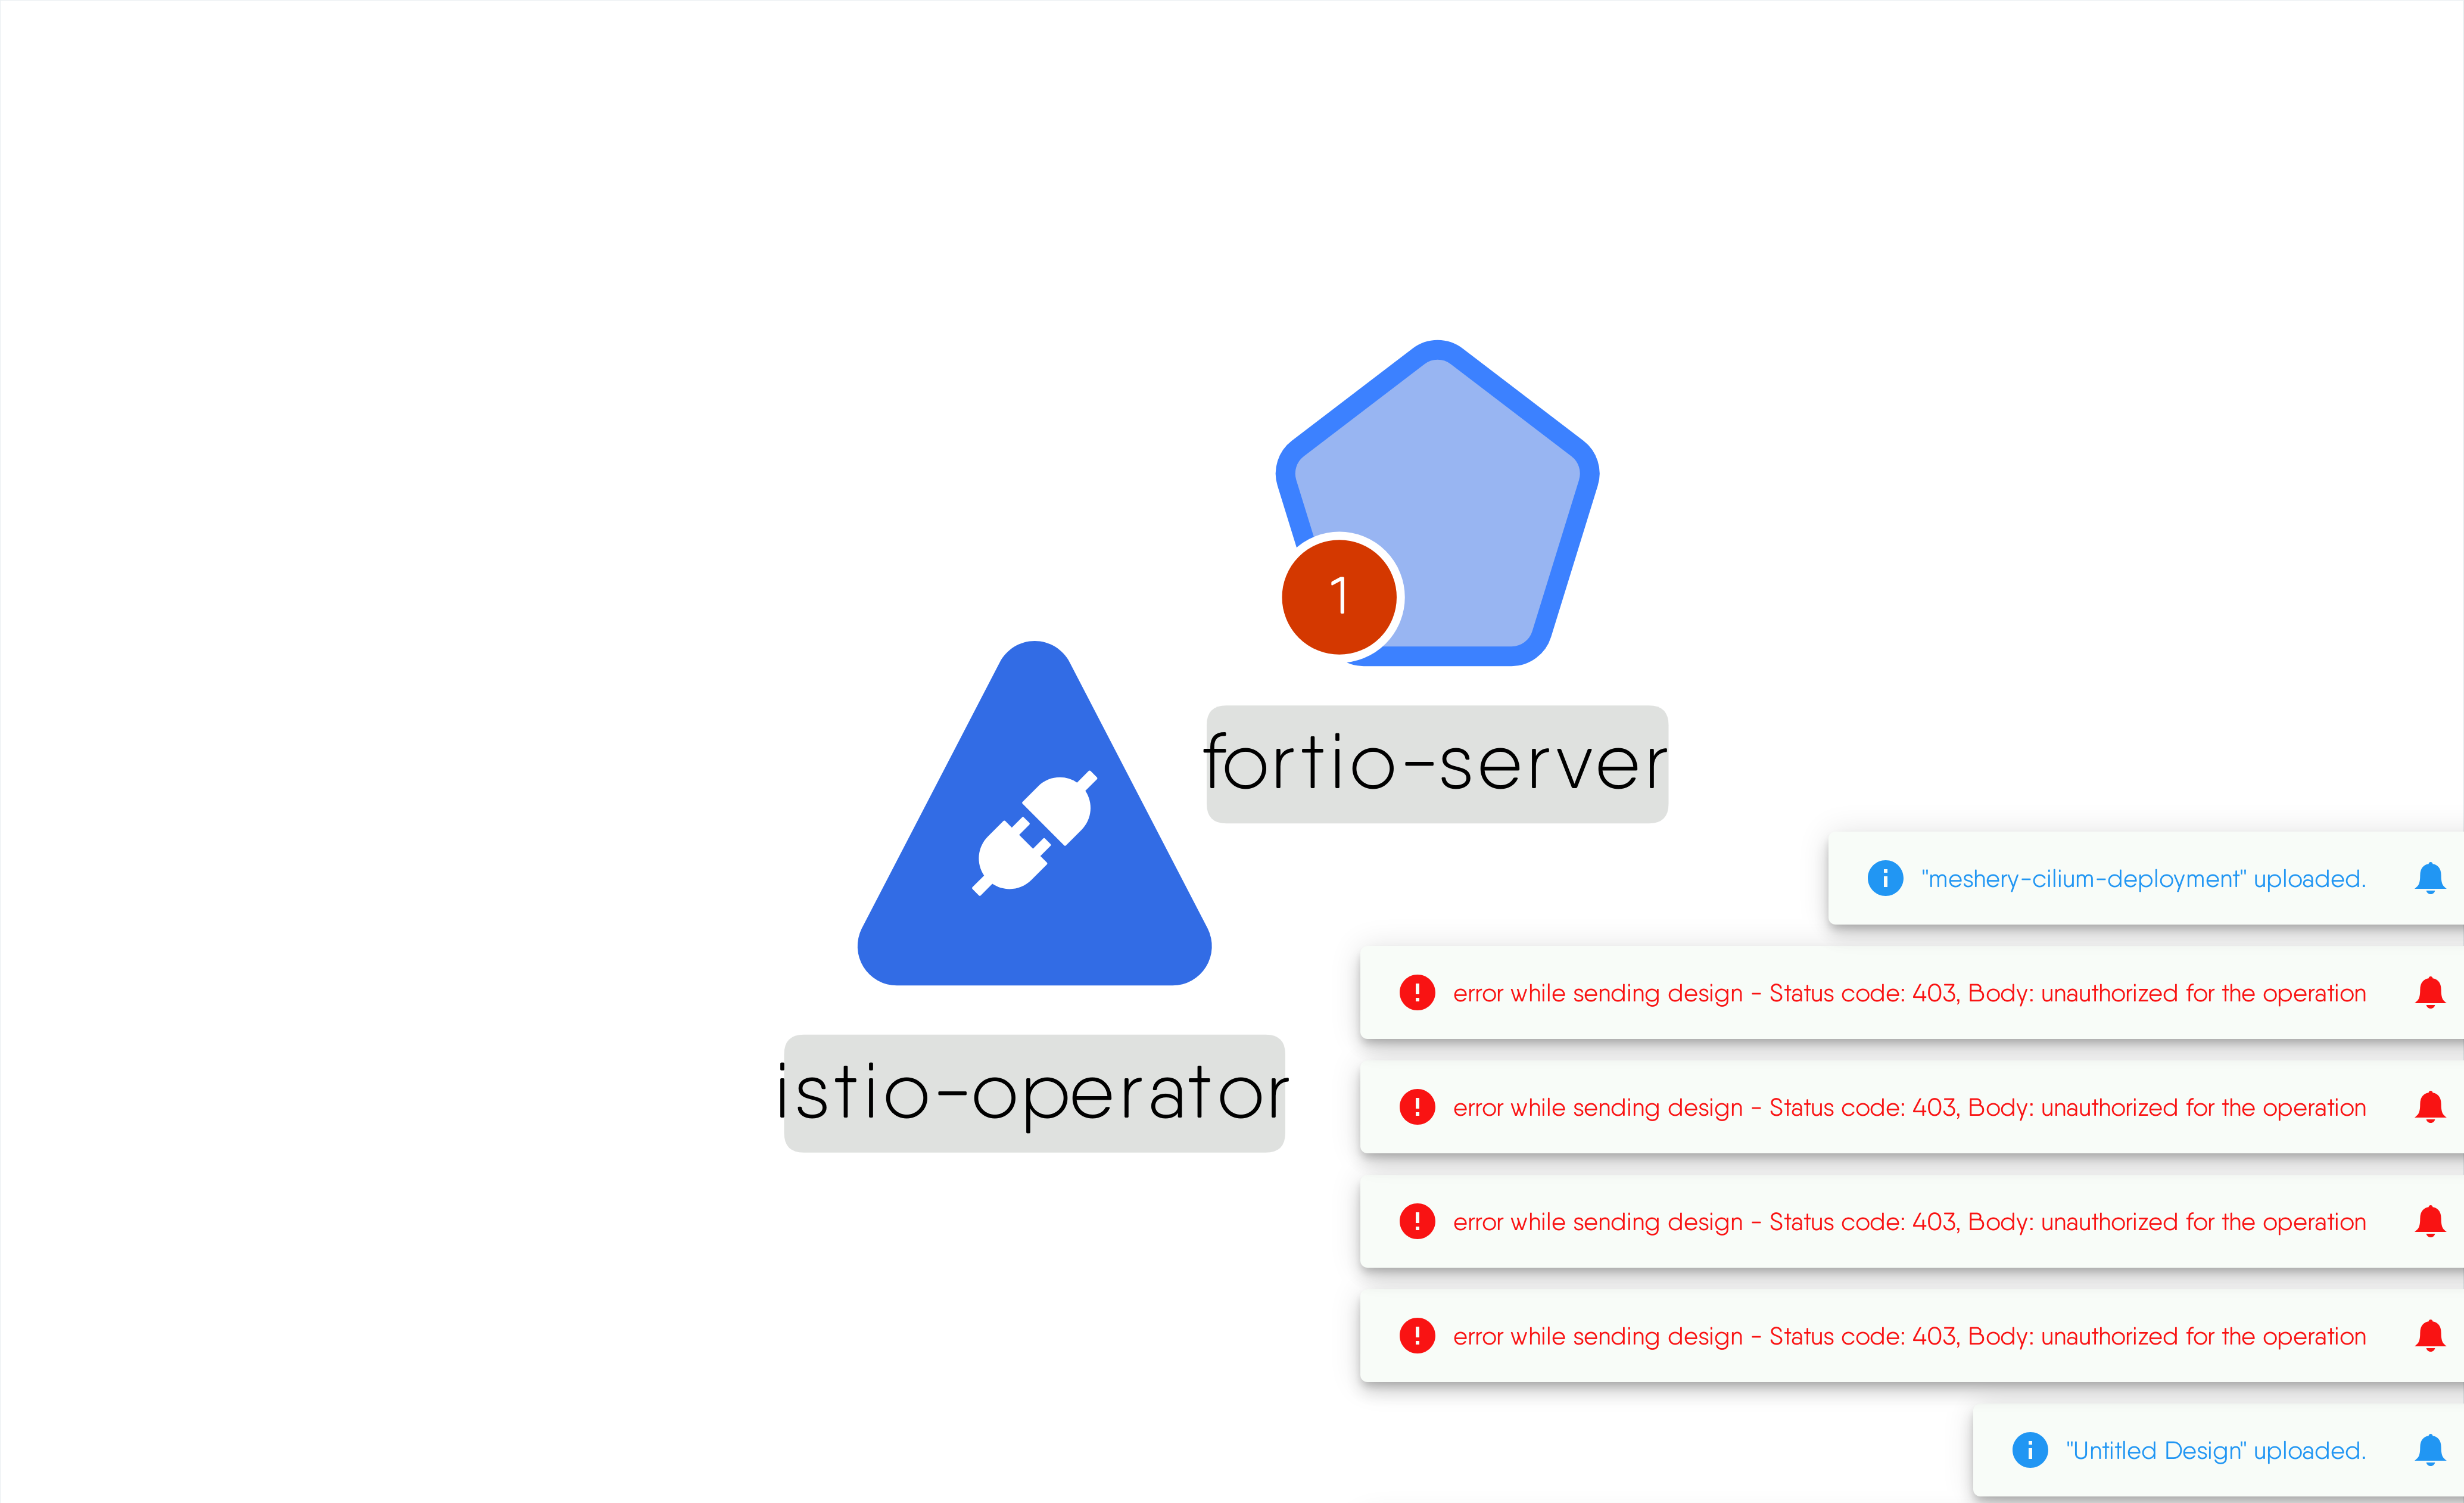 1
fortio-server
istio-operator
"meshery-cilium-deployment" uploaded.
error while sending design - Status code: 403, Body: unauthorized for the operation
error while sending design - Status code: 403, Body: unauthorized for the operation
error while sending design - Status code: 403, Body: unauthorized for the operation
error while sending design - Status code: 403, Body: unauthorized for the operation
"Untitled Design" uploaded.